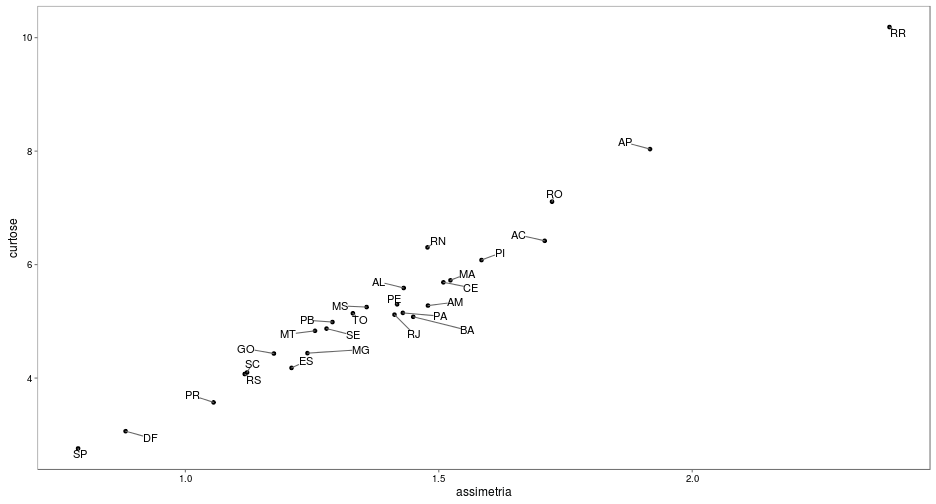 10
RR
8
AP
RO
AC
RN
PI
6
MA
AL
CE
PE
AM
MS
TO
PA
PB
BA
MT
SE
RJ
GO
MG
ES
SC
RS
4
PR
DF
SP
curtose
1.0
1.5
2.0
assimetria